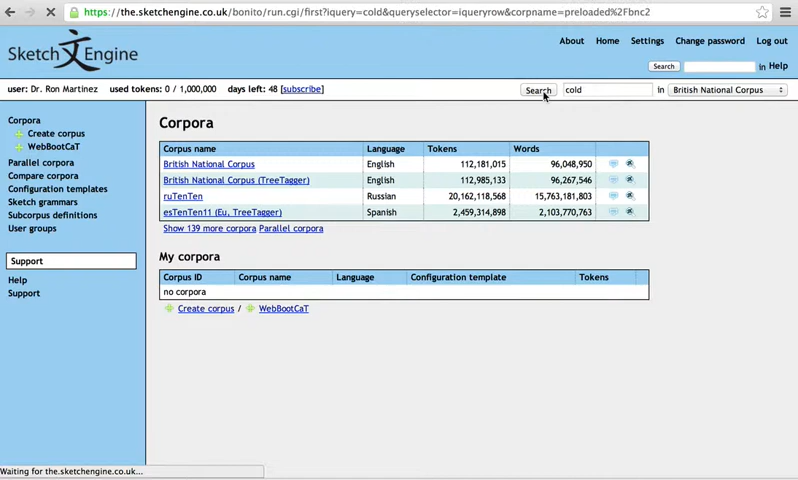 https://the.sketchengine.co.uk/bonito/run.cgi/first?iquery=cold&queryselector=iqueryrow&corpname=preloaded%2Fbnc2
Sketch Engine
About Home Settings Change password Log out
Search in Help
user: Dr. Ron Martinez used tokens: 0 / 1,000,000 days left: 48 [subscribe]
Search cold in British National Corpus
Corpora
Create corpus
WebBootCaT
Parallel corpora
Compare corpora
Configuration templates
Sketch grammars
Subcorpus definitions
User groups
Support
Help
Support
Corpora
Corpus name Language Tokens Words
British National Corpus English 112,181,015 96,048,950
British National Corpus (TreeTagger) English 112,985,133 96,267,546
ruTenTen Russian 20,162,118,568 15,763,181,803
esTenTen11 (Eu, TreeTagger) Spanish 2,459,314,898 2,103,770,763
Show 139 more corpora Parallel corpora
My corpora
Corpus ID Corpus name Language Configuration template Tokens
no corpora
Create corpus / WebBootCaT
Waiting for the.sketchengine.co.uk...